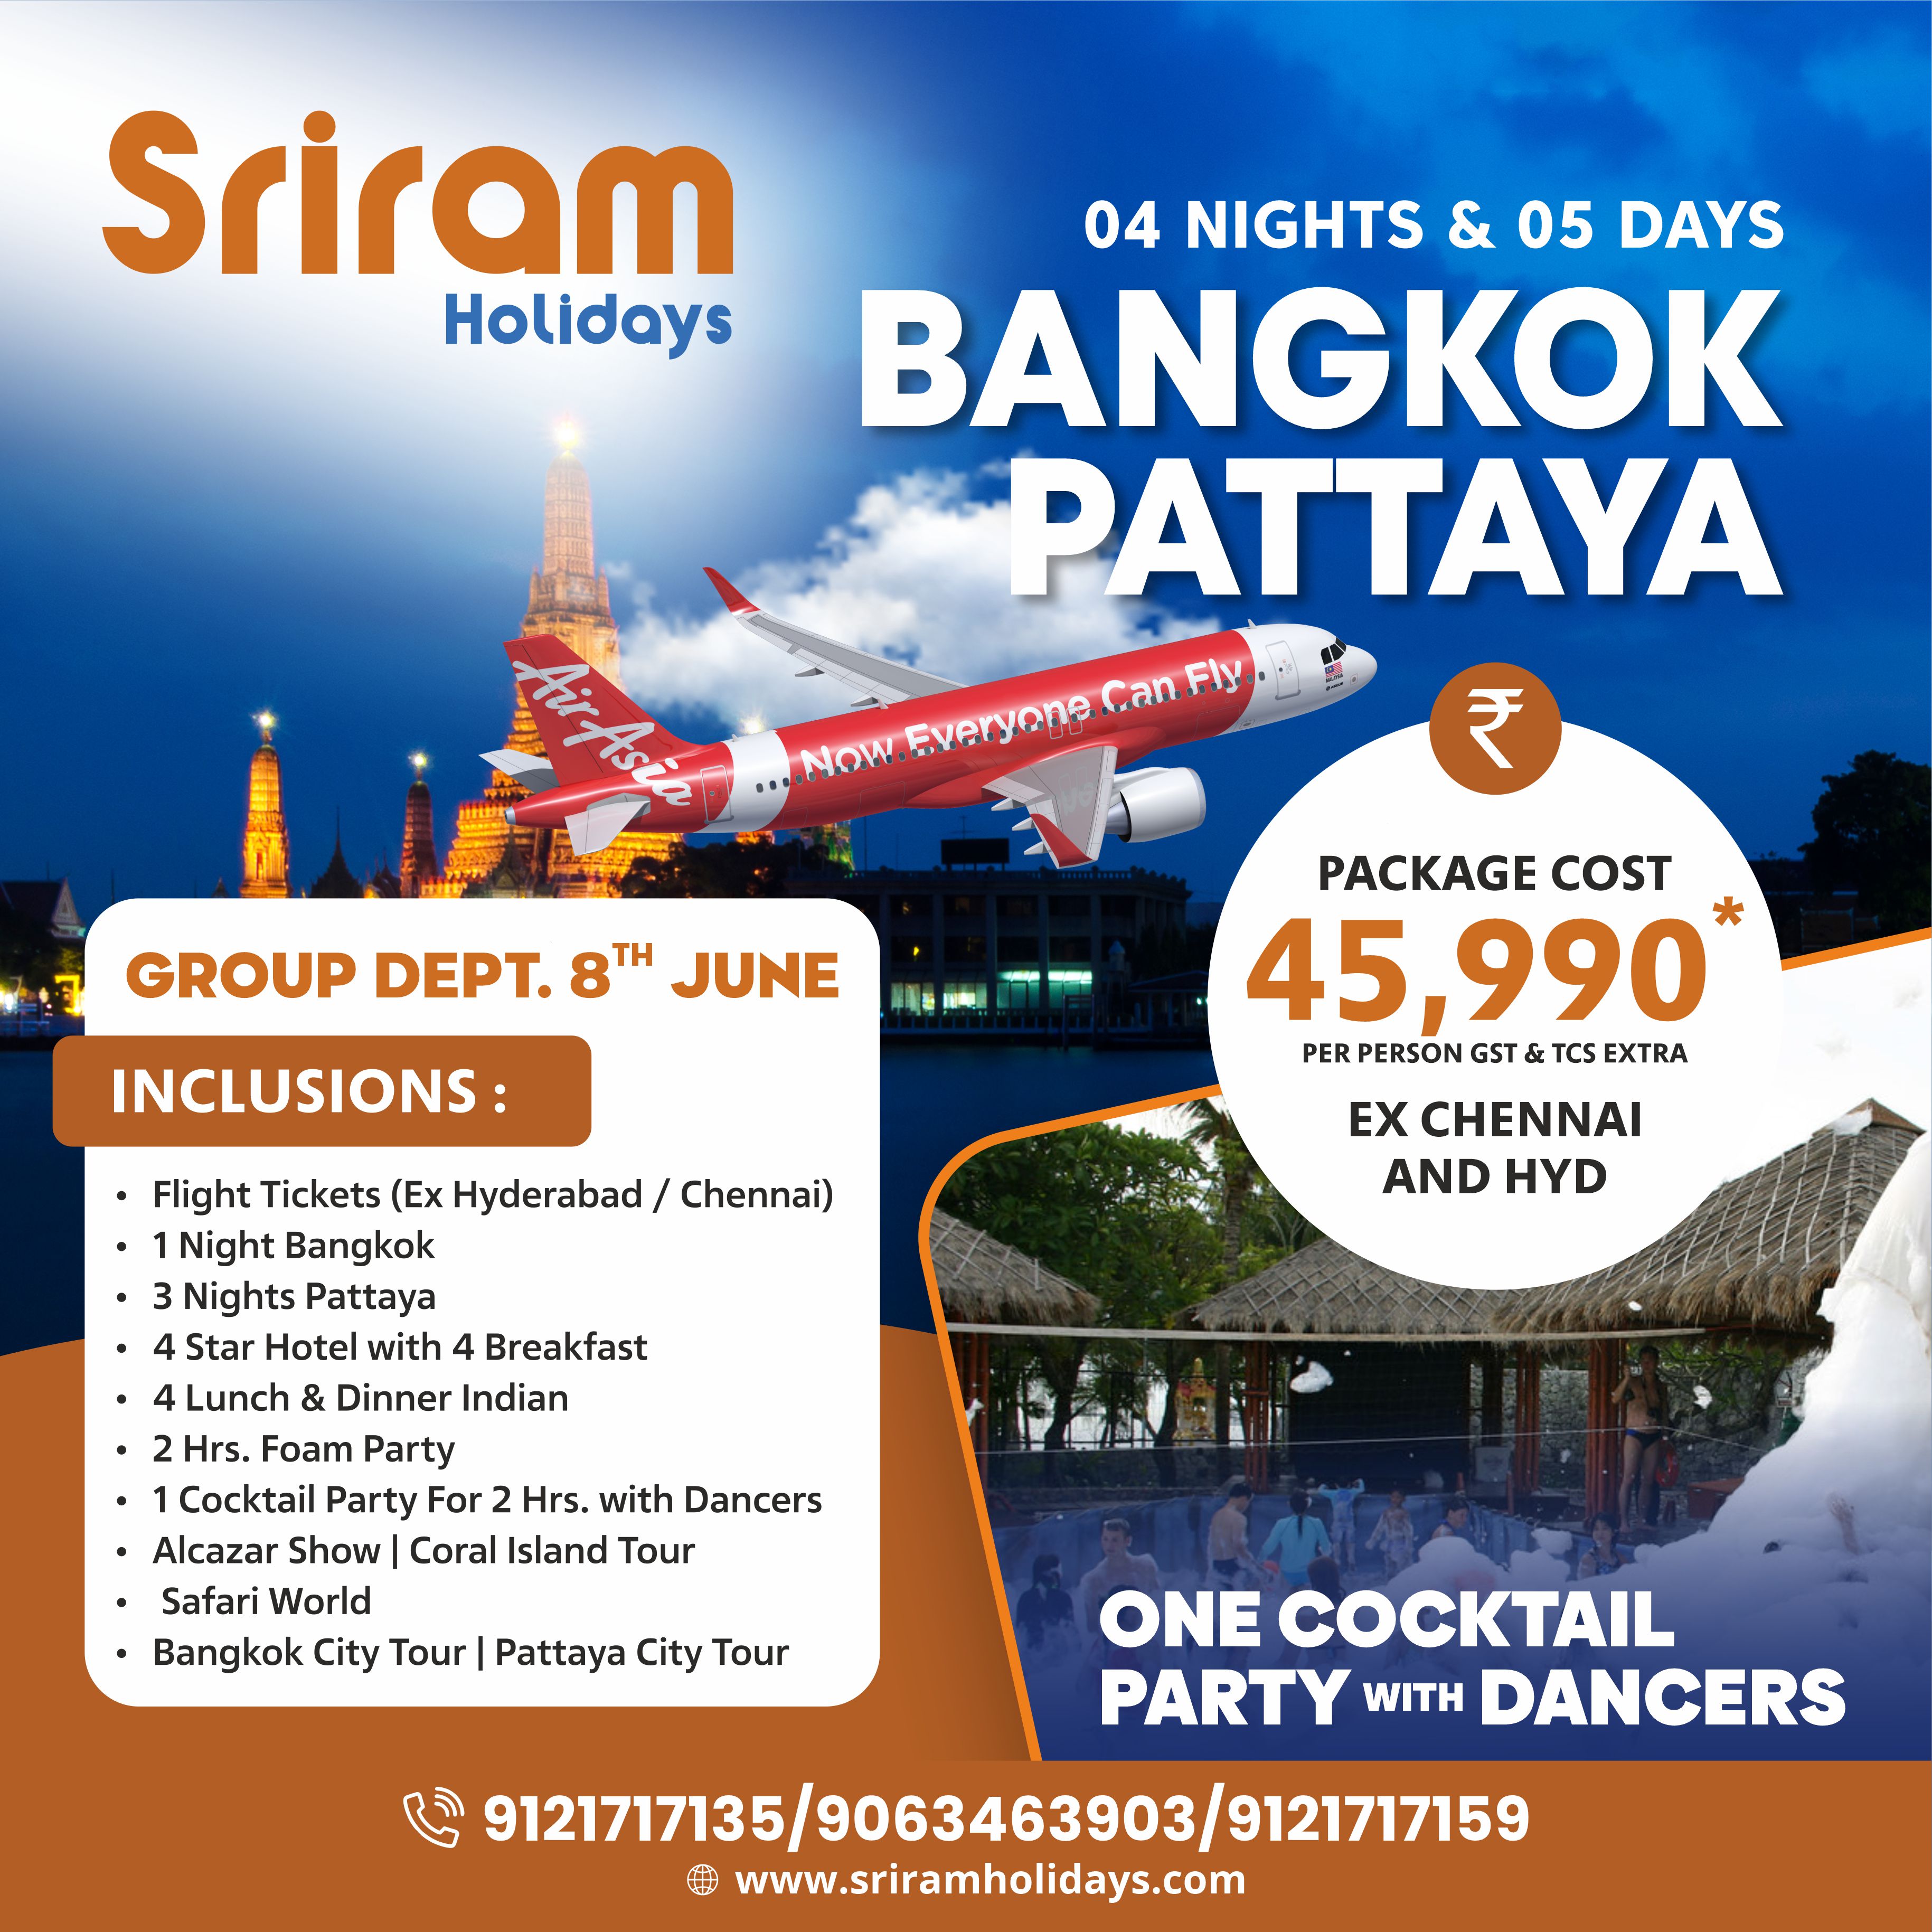 Sriram
Holidays
04 NIGHTS & 05 DAYS
BANGKOK
PATTAYA
AirAsia
Now Everyone Can Fly
₹
PACKAGE COST
45,990*
PER PERSON GST & TCS EXTRA
EX CHENNAI
AND HYD
GROUP DEPT. 8TH JUNE
INCLUSIONS :
• Flight Tickets (Ex Hyderabad / Chennai)
• 1 Night Bangkok
• 3 Nights Pattaya
• 4 Star Hotel with 4 Breakfast
• 4 Lunch & Dinner Indian
• 2 Hrs. Foam Party
• 1 Cocktail Party For 2 Hrs. with Dancers
• Alcazar Show | Coral Island Tour
• Safari World
• Bangkok City Tour | Pattaya City Tour
ONE COCKTAIL
PARTY WITH DANCERS
9121717135/9063463903/9121717159
www.sriramholidays.com